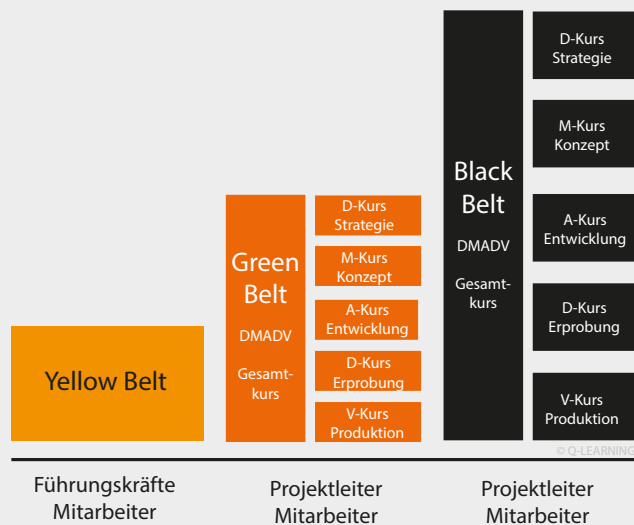 Yellow Belt
Führungskräfte
Mitarbeiter
Green
Belt
DMADV
Gesamt-
kurs
D-Kurs
Strategie
M-Kurs
Konzept
A-Kurs
Entwicklung
D-Kurs
Erprobung
V-Kurs
Produktion
Projektleiter
Mitarbeiter
Black
Belt
DMADV
Gesamt-
kurs
D-Kurs
Strategie
M-Kurs
Konzept
A-Kurs
Entwicklung
D-Kurs
Erprobung
V-Kurs
Produktion
© Q-LEARNING
Projektleiter
Mitarbeiter